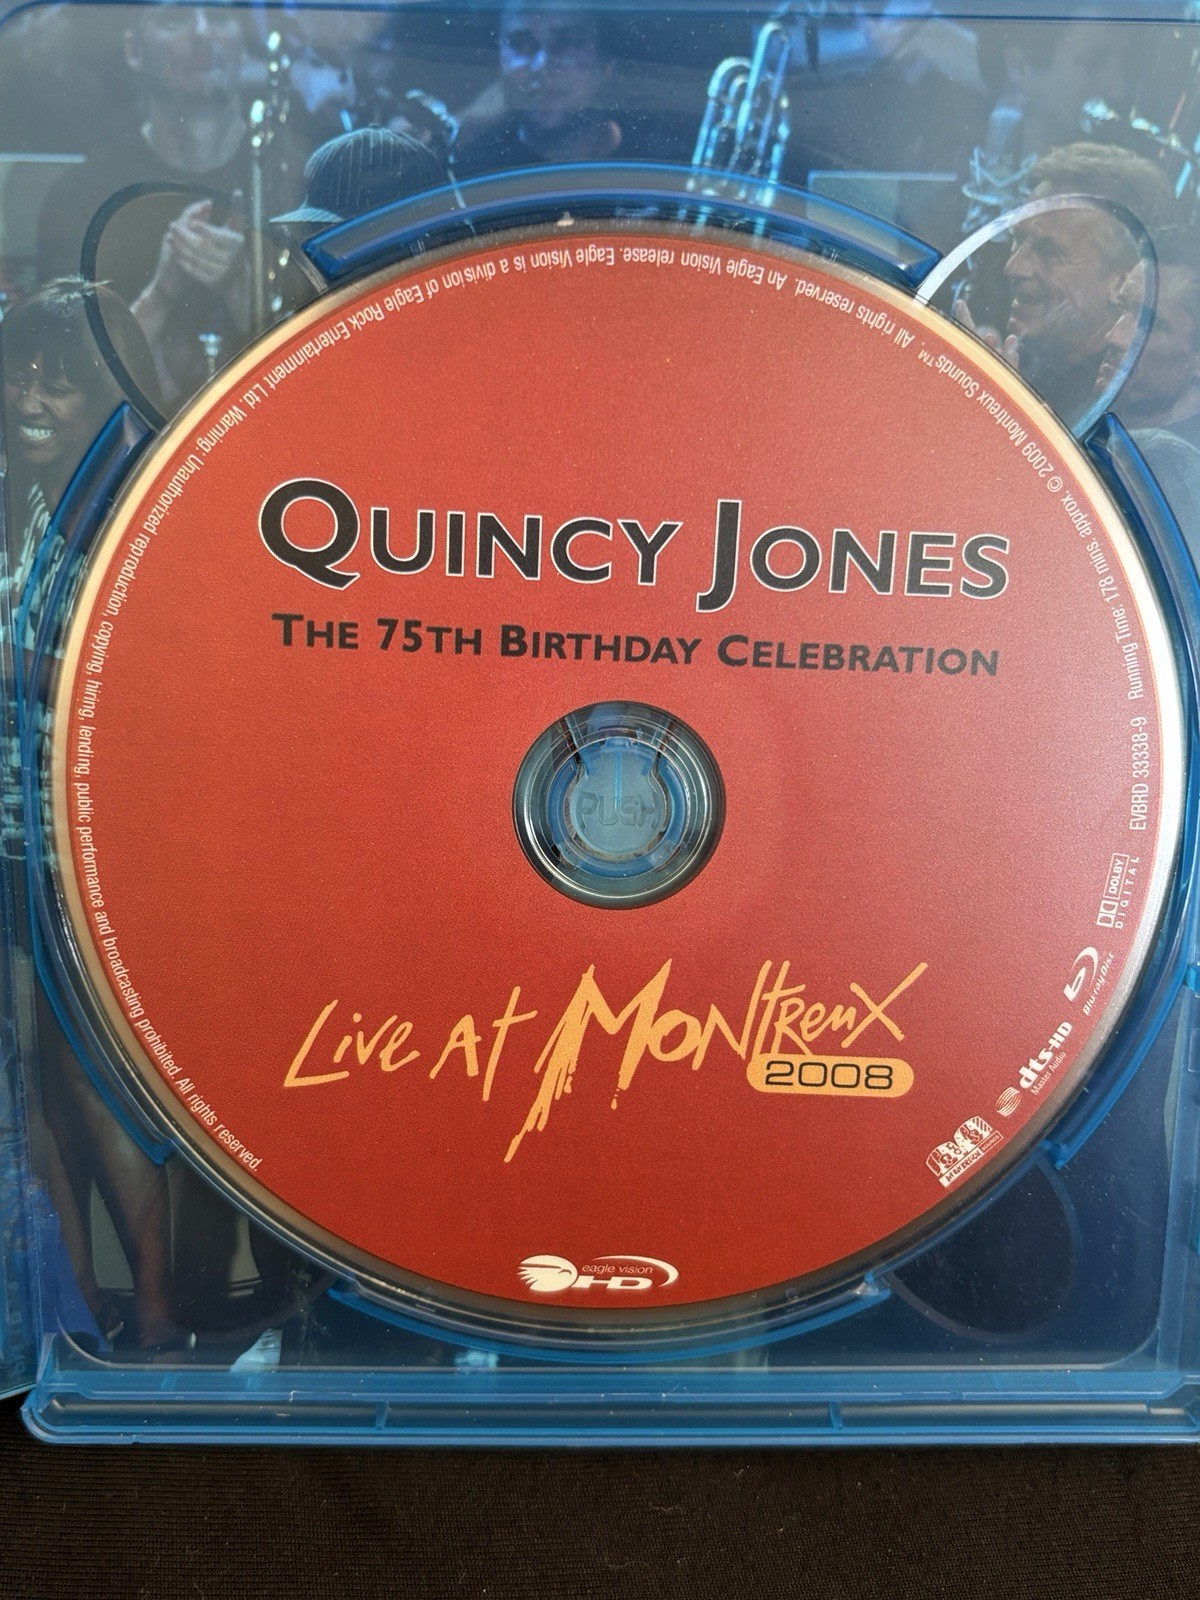 QUINCY JONES
THE 75TH BIRTHDAY CELEBRATION
PUSH
Live At Montreux
2008
eagle vision
HD
Warning: Unauthorized reproduction, copying, hiring, lending, public performance and broadcasting prohibited. All rights reserved.
EVBRD 33338-9 Running Time: 178 mins. approx. © 2009 Montreux Sounds™. All rights reserved. An Eagle Vision release. Eagle Vision is a division of Eagle Rock Entertainment Ltd.
DOLBY
DIGITAL
Blu-ray Disc
dts-HD
Master Audio